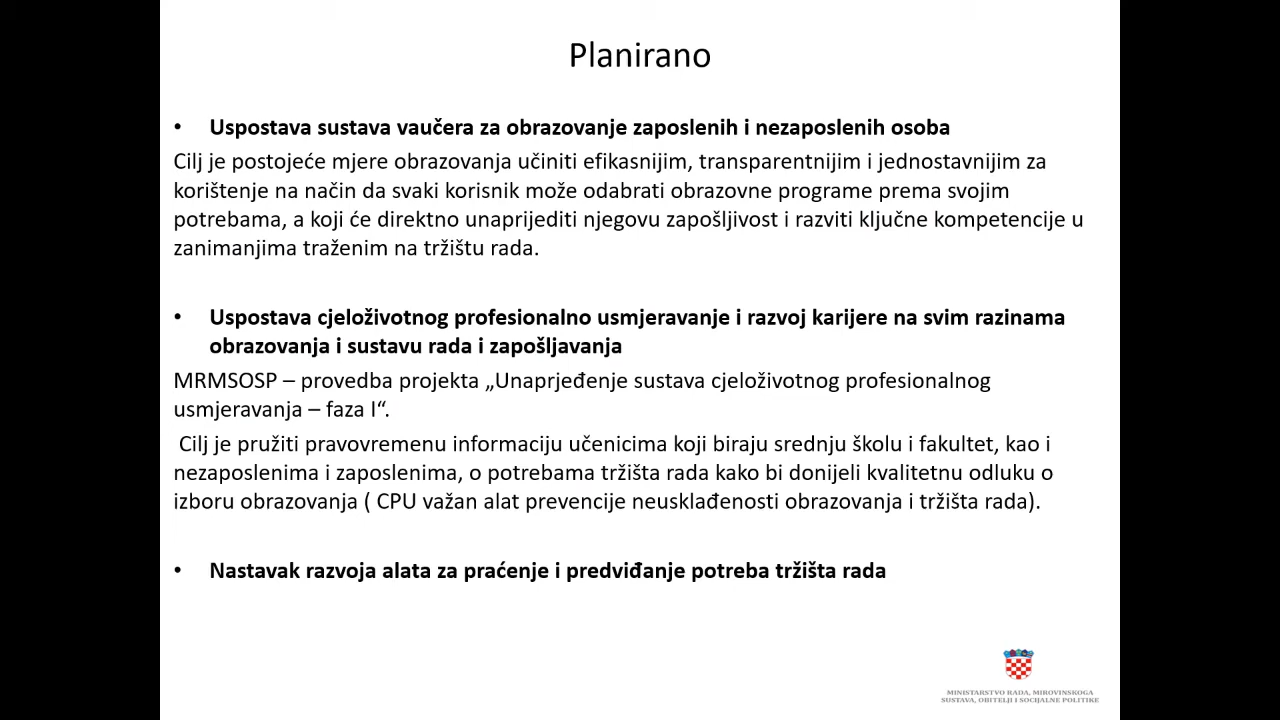 Planirano
• Uspostava sustava vaučera za obrazovanje zaposlenih i nezaposlenih osoba
Cilj je postojeće mjere obrazovanja učiniti efikasnijim, transparentnijim i jednostavnijim za
korištenje na način da svaki korisnik može odabrati obrazovne programe prema svojim
potrebama, a koji će direktno unaprijediti njegovu zapošljivost i razviti ključne kompetencije u
zanimanjima traženim na tržištu rada.
• Uspostava cjeloživotnog profesionalno usmjeravanje i razvoj karijere na svim razinama
obrazovanja i sustavu rada i zapošljavanja
MRMSOSP – provedba projekta „Unaprjeđenje sustava cjeloživotnog profesionalnog
usmjeravanja – faza I“.
Cilj je pružiti pravovremenu informaciju učenicima koji biraju srednju školu i fakultet, kao i
nezaposlenima i zaposlenima, o potrebama tržišta rada kako bi donijeli kvalitetnu odluku o
izboru obrazovanja ( CPU važan alat prevencije neusklađenosti obrazovanja i tržišta rada).
• Nastavak razvoja alata za praćenje i predviđanje potreba tržišta rada
MINISTARSTVO RADA, MIROVINSKOGA
SUSTAVA, OBITELJI I SOCIJALNE POLITIKE